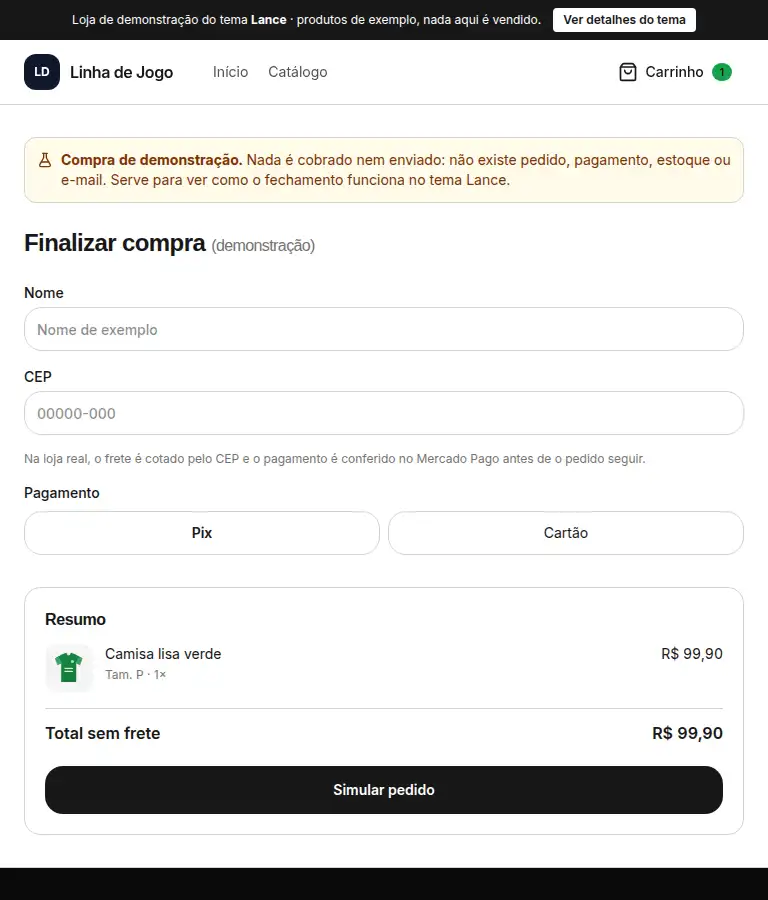 Loja de demonstração do tema Lance · produtos de exemplo, nada aqui é vendido. Ver detalhes do tema
LD Linha de Jogo Início Catálogo Carrinho 1
Compra de demonstração. Nada é cobrado nem enviado: não existe pedido, pagamento, estoque ou
e-mail. Serve para ver como o fechamento funciona no tema Lance.
Finalizar compra (demonstração)
Nome
Nome de exemplo
CEP
00000-000
Na loja real, o frete é cotado pelo CEP e o pagamento é conferido no Mercado Pago antes de o pedido seguir.
Pagamento
Pix Cartão
Resumo
Camisa lisa verde R$ 99,90
Tam. P · 1×
Total sem frete R$ 99,90
Simular pedido